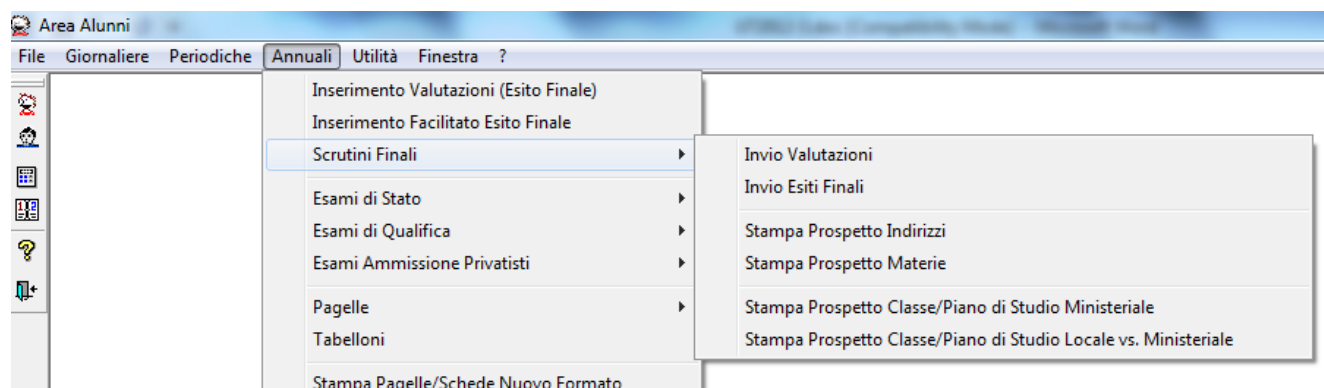 Area Alunni
File Giornaliere Periodiche Annuali Utilità Finestra ?
Inserimento Valutazioni (Esito Finale)
Inserimento Facilitato Esito Finale
Scrutini Finali
Esami di Stato
Esami di Qualifica
Esami Ammissione Privatisti
Pagelle
Tabelloni
Stampa Pagelle/Schede Nuovo Formato
Invio Valutazioni
Invio Esiti Finali
Stampa Prospetto Indirizzi
Stampa Prospetto Materie
Stampa Prospetto Classe/Piano di Studio Ministeriale
Stampa Prospetto Classe/Piano di Studio Locale vs. Ministeriale